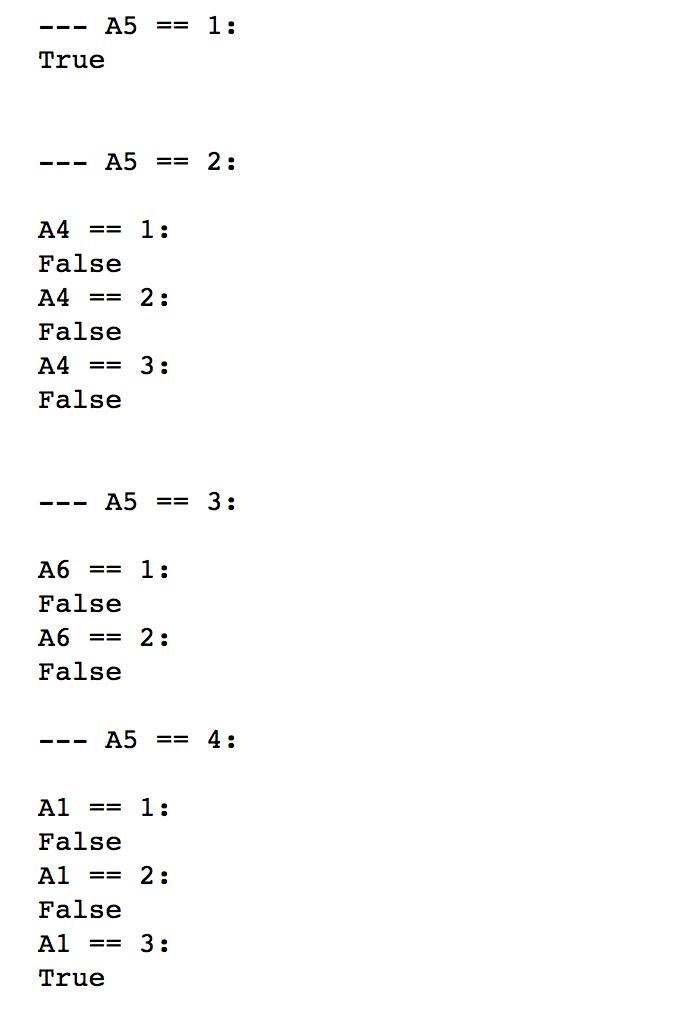 --- A5 == 1:
True
--- A5 == 2:
A4 == 1:
False
A4 == 2:
False
A4 == 3:
False
--- A5 == 3:
A6 == 1:
False
A6 == 2:
False
--- A5 == 4:
A1 == 1:
False
A1 == 2:
False
A1 == 3:
True